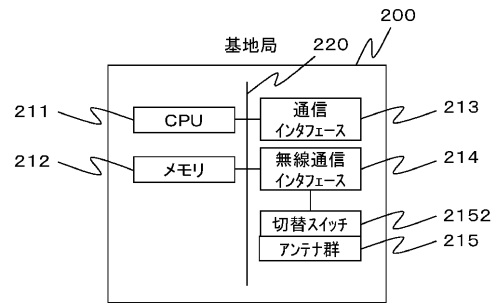 基地局
220
200
211
CPU
通信
インタフェース
213
212
メモリ
無線通信
インタフェース
214
切替スイッチ
2152
アンテナ群
215